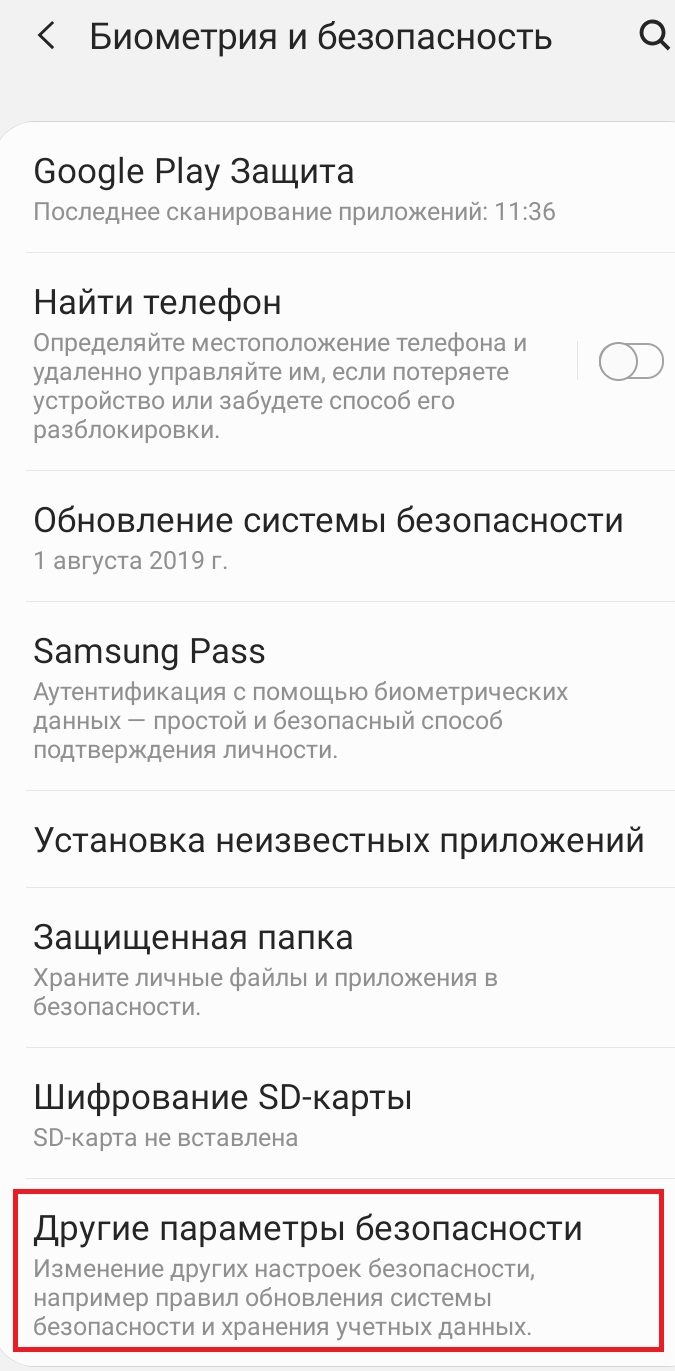 Биометрия и безопасность
Google Play Защита
Последнее сканирование приложений: 11:36
Найти телефон
Определяйте местоположение телефона и
удаленно управляйте им, если потеряете
устройство или забудете способ его
разблокировки.
Обновление системы безопасности
1 августа 2019 г.
Samsung Pass
Аутентификация с помощью биометрических
данных — простой и безопасный способ
подтверждения личности.
Установка неизвестных приложений
Защищенная папка
Храните личные файлы и приложения в
безопасности.
Шифрование SD-карты
SD-карта не вставлена
Другие параметры безопасности
Изменение других настроек безопасности,
например правил обновления системы
безопасности и хранения учетных данных.